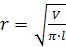 r = √(V/(π·l))